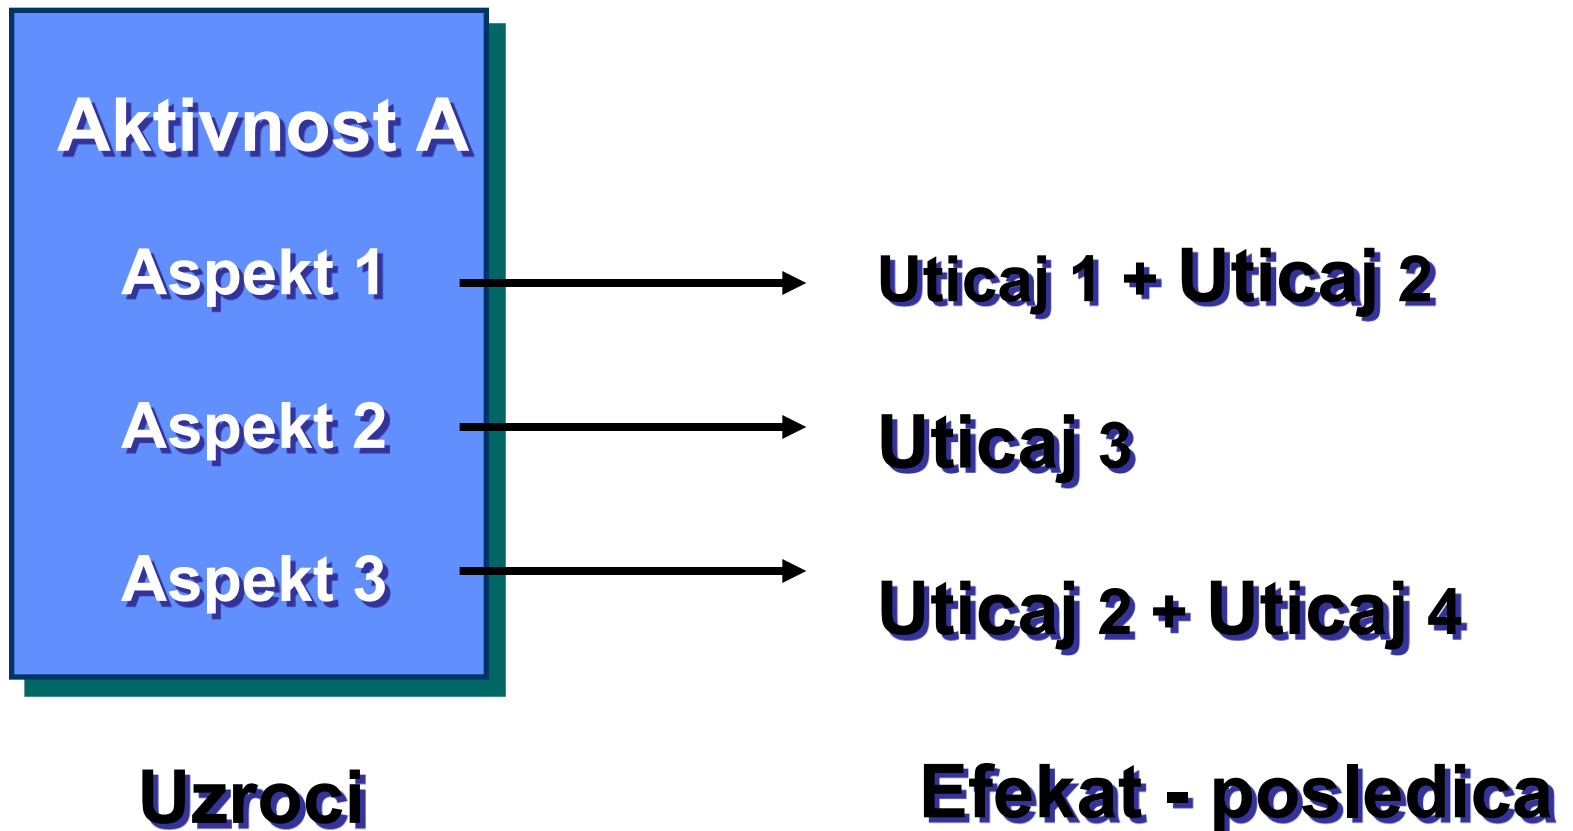 Aktivnost A
Aspekt 1
Uticaj 1 + Uticaj 2
Aspekt 2
Uticaj 3
Aspekt 3
Uticaj 2 + Uticaj 4
Uzroci
Efekat - posledica